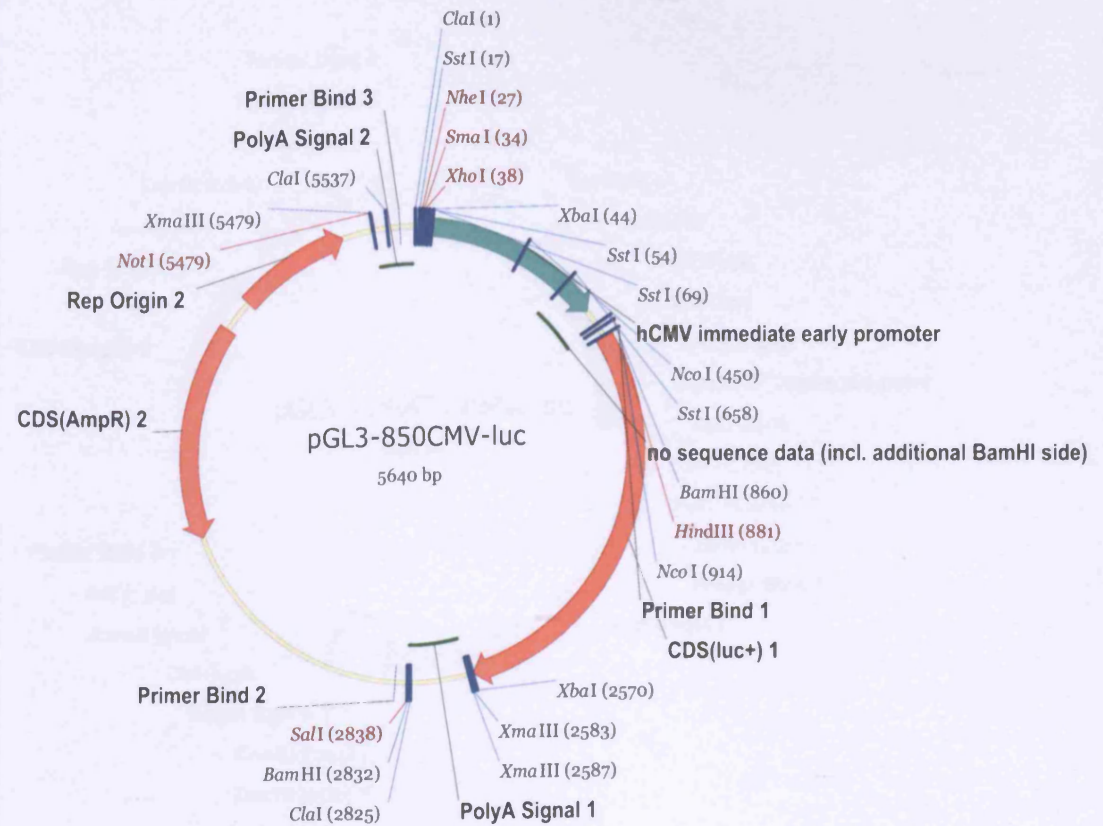 ClaI (1)
SstI (17)
NheI (27)
SmaI (34)
XhoI (38)
Primer Bind 3
PolyA Signal 2
ClaI (5537)
XmaIII (5479)
NotI (5479)
Rep Origin 2
CDS(AmpR) 2
XbaI (44)
SstI (54)
SstI (69)
hCMV immediate early promoter
NcoI (450)
SstI (658)
no sequence data (incl. additional BamHI side)
BamHI (860)
HindIII (881)
NcoI (914)
Primer Bind 1
CDS(luc+) 1
pGL3-850CMV-luc
5640 bp
XbaI (2570)
XmaIII (2583)
XmaIII (2587)
PolyA Signal 1
Primer Bind 2
SalI (2838)
BamHI (2832)
ClaI (2825)